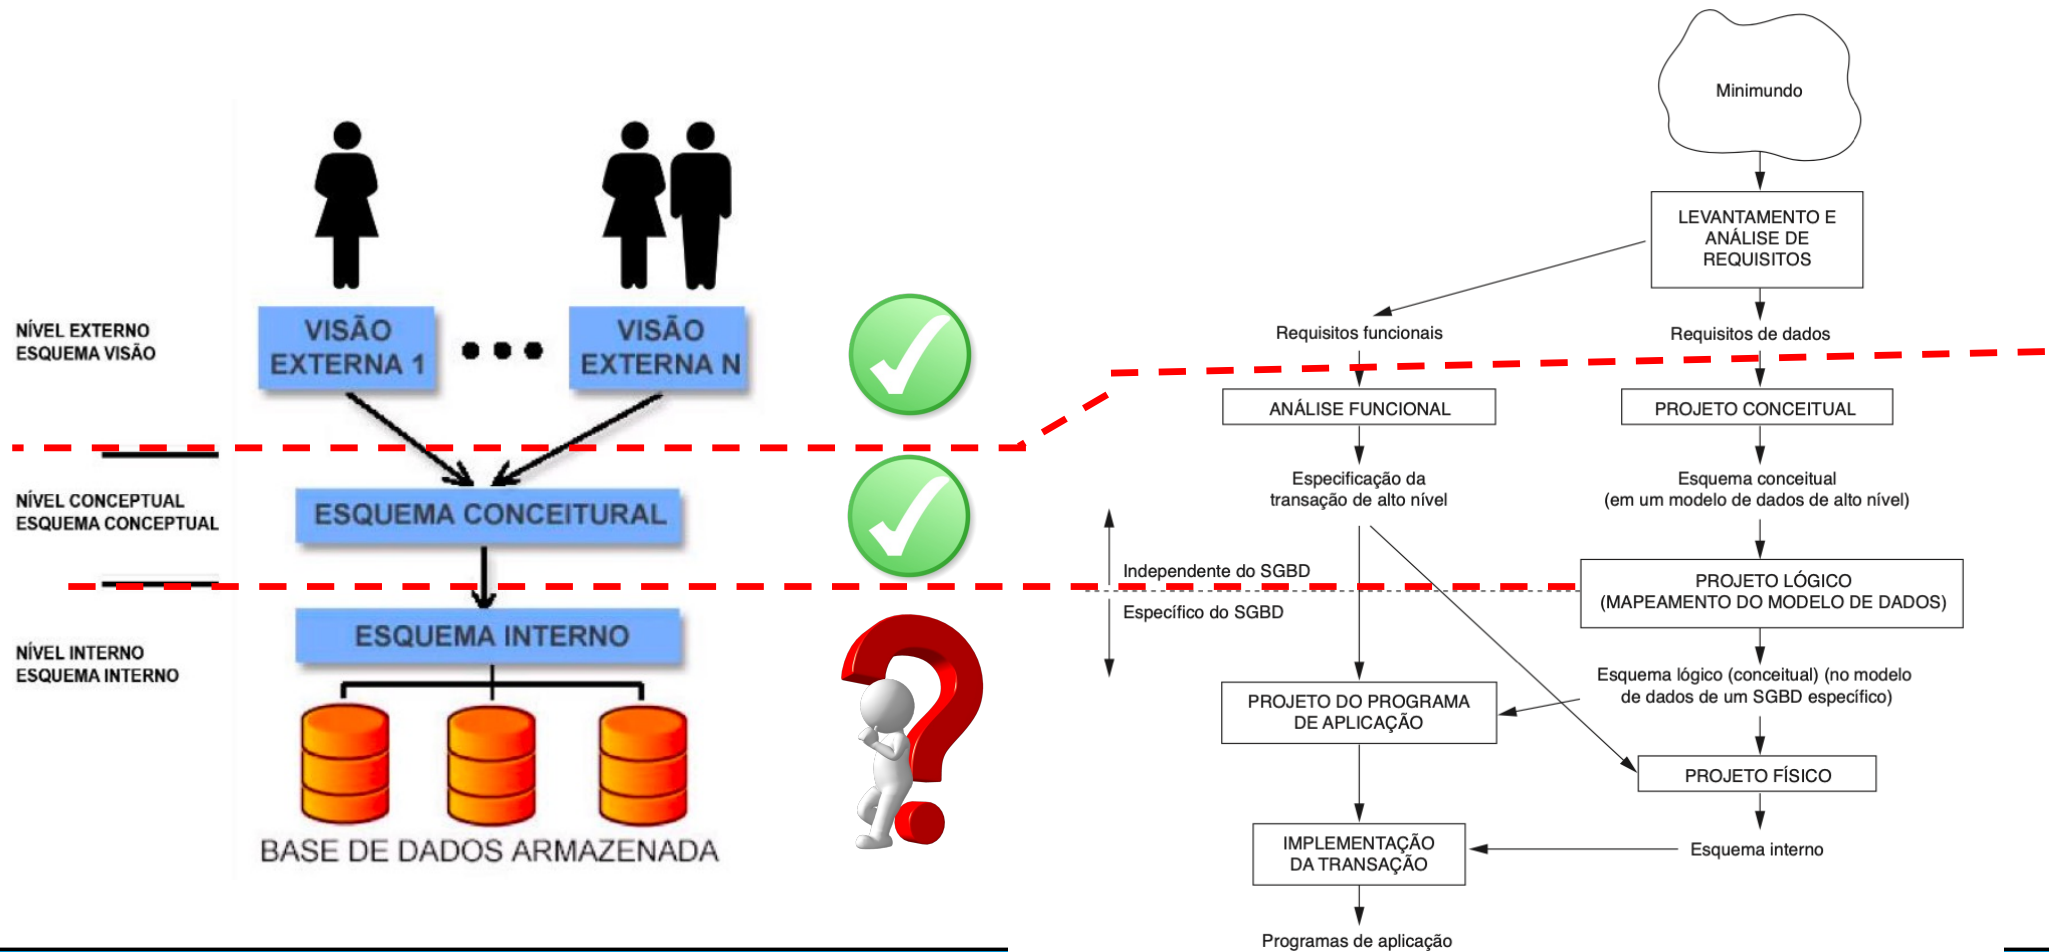 NÍVEL EXTERNO
ESQUEMA VISÃO
VISÃO
EXTERNA 1
VISÃO
EXTERNA N
NÍVEL CONCEPTUAL
ESQUEMA CONCEPTUAL
ESQUEMA CONCEITURAL
NÍVEL INTERNO
ESQUEMA INTERNO
ESQUEMA INTERNO
BASE DE DADOS ARMAZENADA
Minimundo
LEVANTAMENTO E
ANÁLISE DE
REQUISITOS
Requisitos funcionais
Requisitos de dados
ANÁLISE FUNCIONAL
PROJETO CONCEITUAL
Especificação da
transação de alto nível
Esquema conceitual
(em um modelo de dados de alto nível)
Independente do SGBD
Específico do SGBD
PROJETO LÓGICO
(MAPEAMENTO DO MODELO DE DADOS)
Esquema lógico (conceitual) (no modelo
de dados de um SGBD específico)
PROJETO DO PROGRAMA
DE APLICAÇÃO
PROJETO FÍSICO
IMPLEMENTAÇÃO
DA TRANSAÇÃO
Esquema interno
Programas de aplicação